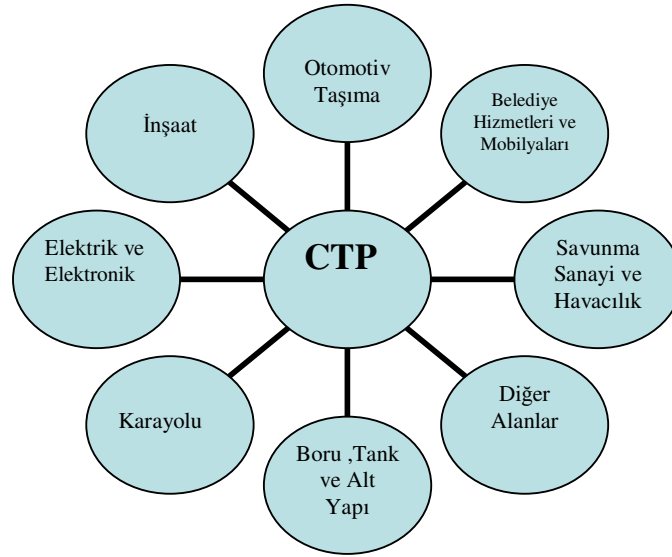 Otomotiv
Taşıma
Belediye
Hizmetleri ve
Mobilyaları
Savunma
Sanayi ve
Havacılık
Diğer
Alanlar
Boru ,Tank
ve Alt
Yapı
Karayolu
Elektrik ve
Elektronik
İnşaat
CTP